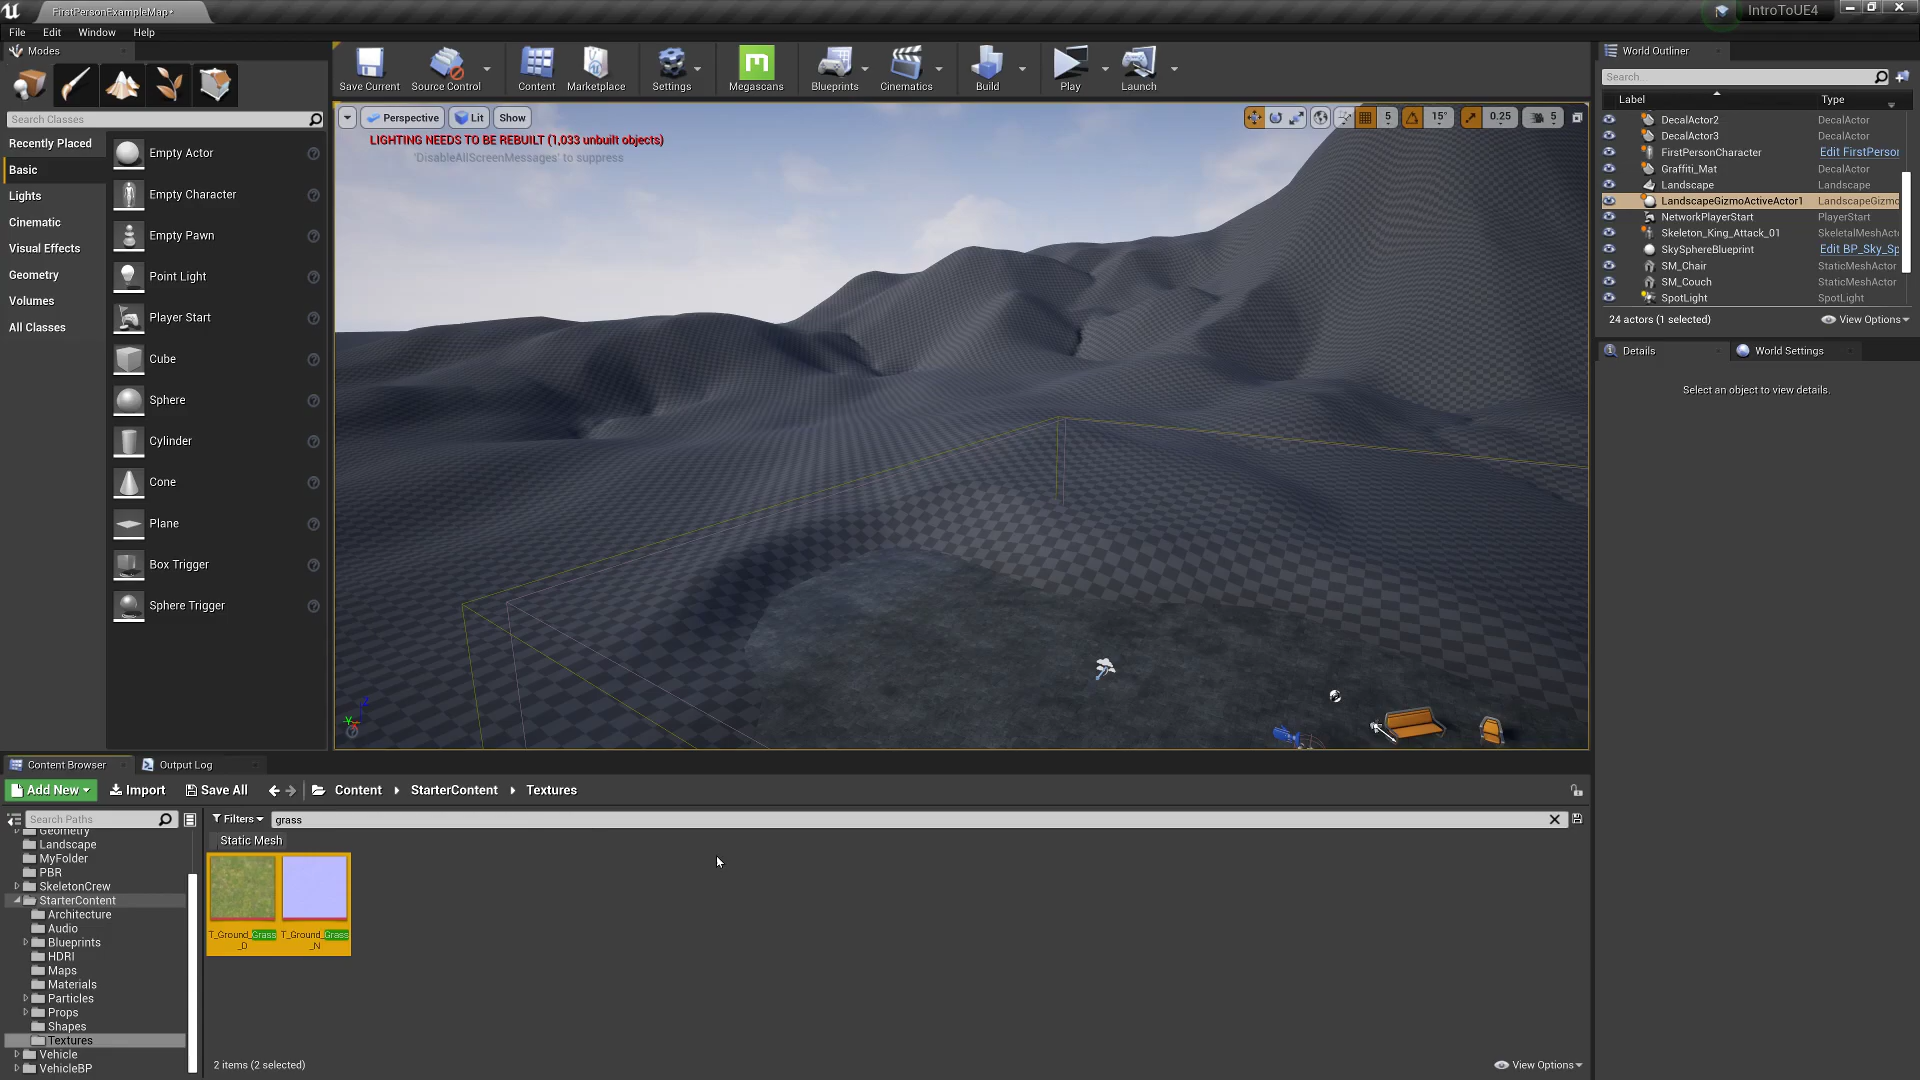 FirstPersonExampleMap*
IntroToUE4
File Edit Window Help
Modes
Search Classes
Recently Placed
Basic
Lights
Cinematic
Visual Effects
Geometry
Volumes
All Classes
Empty Actor
Empty Character
Empty Pawn
Point Light
Player Start
Cube
Sphere
Cylinder
Cone
Plane
Box Trigger
Sphere Trigger
Save Current Source Control Content Marketplace Settings Megascans Blueprints Cinematics Build Play Launch
Perspective Lit Show
5 15° 0.25 5
LIGHTING NEEDS TO BE REBUILT (1,033 unbuilt objects)
'DisableAllScreenMessages' to suppress
World Outliner
Search...
Label Type
DecalActor2 DecalActor
DecalActor3 DecalActor
FirstPersonCharacter Edit FirstPerson
Graffiti_Mat DecalActor
Landscape Landscape
LandscapeGizmoActiveActor1 LandscapeGizmo
NetworkPlayerStart PlayerStart
Skeleton_King_Attack_01 SkeletalMeshAct
SkySphereBlueprint Edit BP_Sky_Sp
SM_Chair StaticMeshActor
SM_Couch StaticMeshActor
SpotLight SpotLight
24 actors (1 selected) View Options
Details World Settings
Select an object to view details.
Content Browser Output Log
Add New Import Save All Content StarterContent Textures
Search Paths
Filters grass
Static Mesh
Geometry
Landscape
MyFolder
PBR
SkeletonCrew
StarterContent
Architecture
Audio
Blueprints
HDRI
Maps
Materials
Particles
Props
Shapes
Textures
Vehicle
VehicleBP
T_Ground_Grass
_D
T_Ground_Grass
_N
2 items (2 selected) View Options